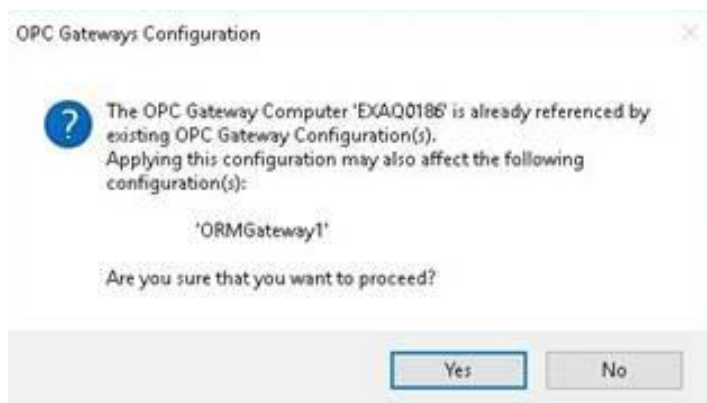 OPC Gateways Configuration
The OPC Gateway Computer 'EXAQ0186' is already referenced by
existing OPC Gateway Configuration(s).
Applying this configuration may also affect the following
configuration(s):
'ORMGateway1'
Are you sure that you want to proceed?
Yes No